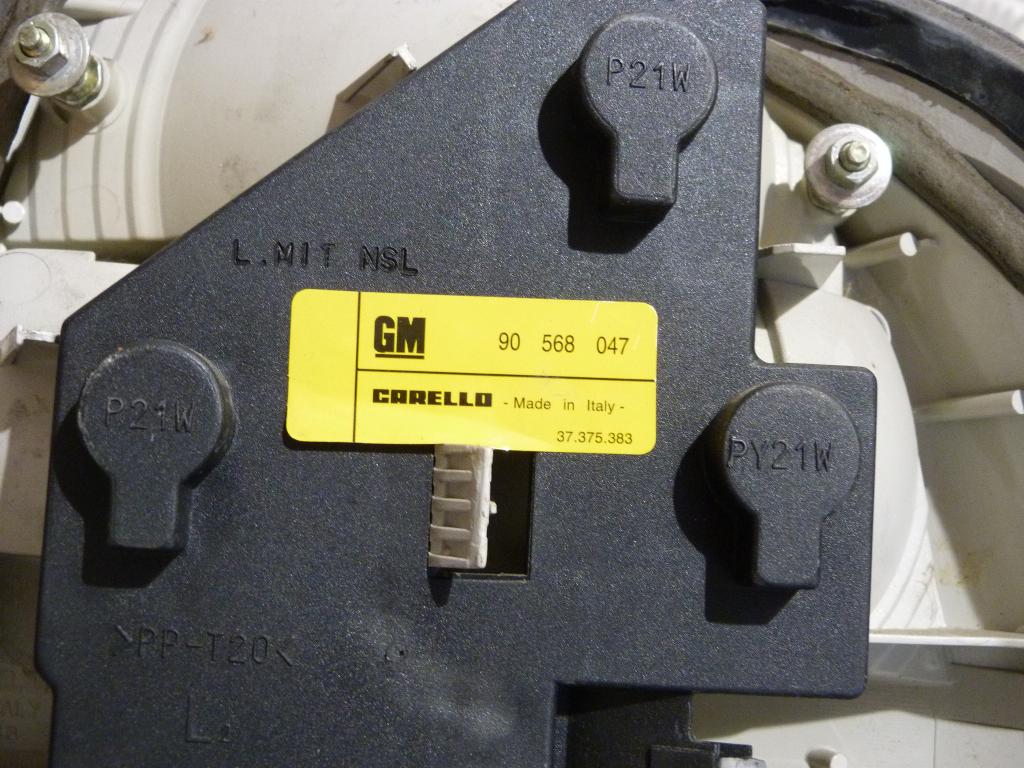 P21W
L.MIT NSL
GM 90 568 047
CARELLO - Made in Italy -
37.375.383
P21W
PY21W
>PP-T20<
L